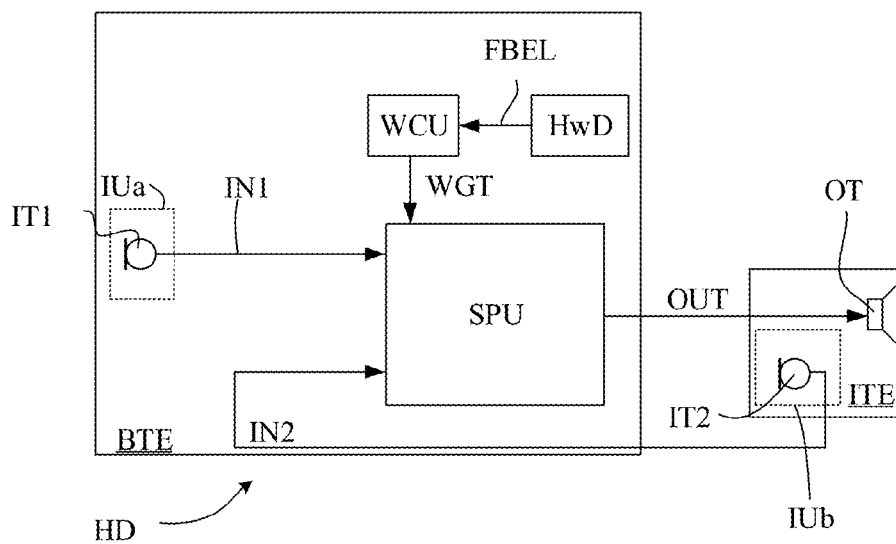 FBEL
WCU
HwD
IUa
IN1
WGT
OT
IT1
SPU
OUT
IT2
ITE
IN2
BTE
IUb
HD